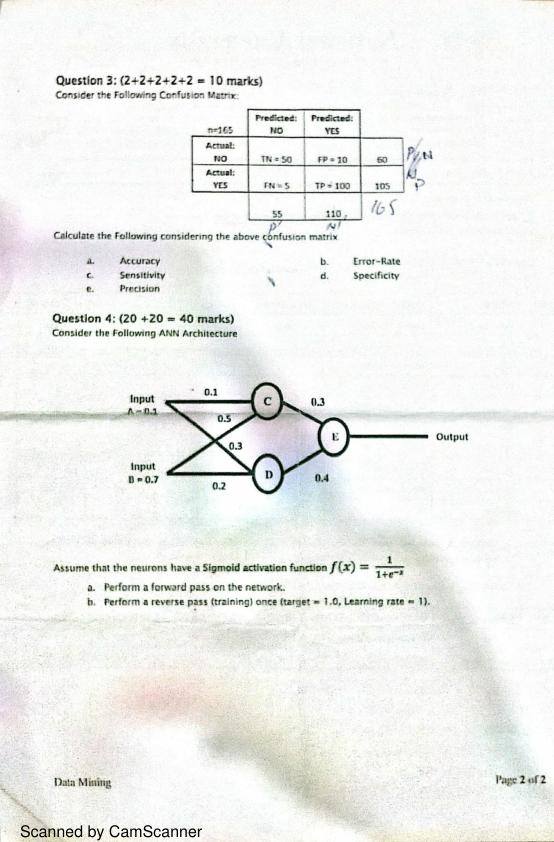 Question 3: (2+2+2+2+2 = 10 marks)
Consider the Following Confusion Matrix:
n=165 Predicted: NO Predicted: YES
Actual: NO TN = 50 FP = 10 60 P/N
Actual: YES FN = 5 TP = 100 105 P
55 110 165
P' N'
Calculate the Following considering the above confusion matrix
a. Accuracy b. Error-Rate
c. Sensitivity d. Specificity
e. Precision
Question 4: (20 +20 = 40 marks)
Consider the Following ANN Architecture
Input 0.1 C 0.3
A = 0.1 0.5
0.3 E Output
Input D 0.4
B = 0.7 0.2
Assume that the neurons have a Sigmoid activation function f(x) = 1/1+e⁻ˣ
a. Perform a forward pass on the network.
b. Perform a reverse pass (training) once (target = 1.0, Learning rate = 1).
Data Mining Page 2 of 2
Scanned by CamScanner